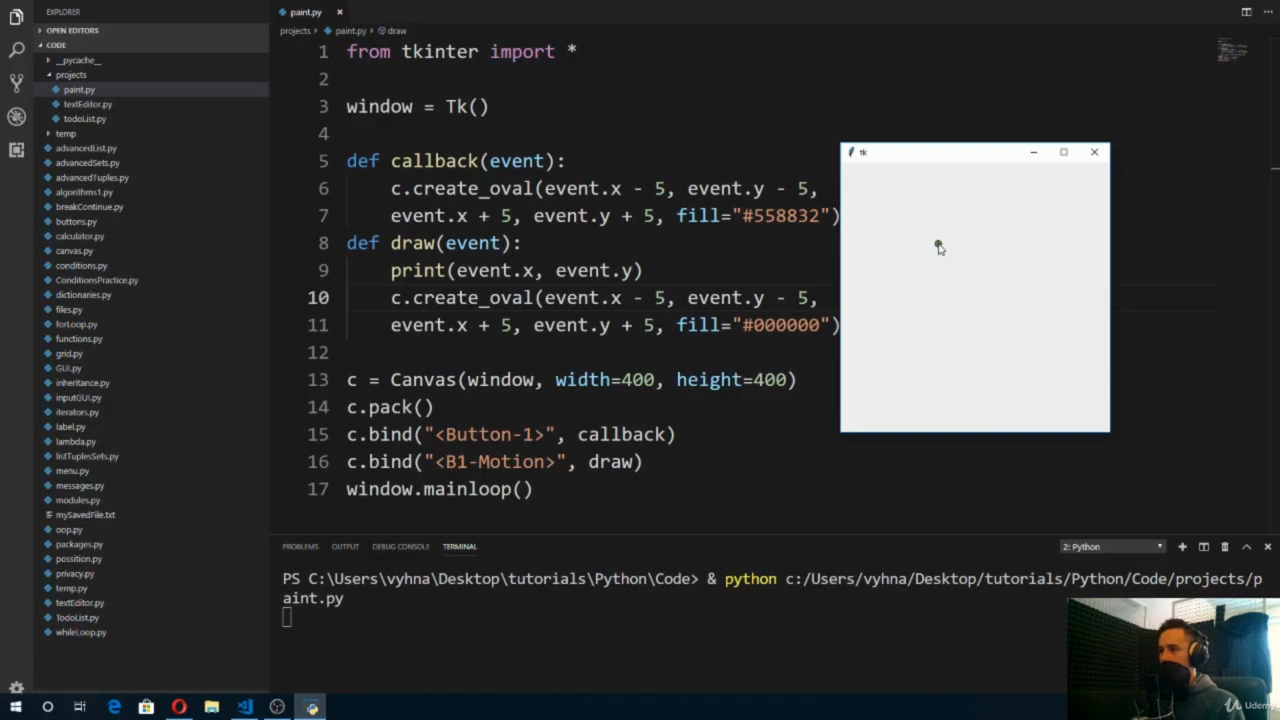 EXPLORER
OPEN EDITORS
CODE
__pycache__
projects
paint.py
textEditor.py
todoList.py
temp
advancedList.py
advancedSets.py
advancedTuples.py
algorithms1.py
breakContinue.py
buttons.py
calculator.py
canvas.py
conditions.py
ConditionsPractice.py
dictionaries.py
files.py
forLoop.py
functions.py
grid.py
GUI.py
inheritance.py
inputGUI.py
iterators.py
label.py
lambda.py
listTuplesSets.py
menu.py
messages.py
modules.py
mySavedFile.txt
oop.py
packages.py
possition.py
privacy.py
temp.py
textEditor.py
TodoList.py
whileLoop.py
paint.py
projects > paint.py > draw
1 from tkinter import *
2
3 window = Tk()
4
5 def callback(event):
6 c.create_oval(event.x - 5, event.y - 5,
7 event.x + 5, event.y + 5, fill="#558832")
8 def draw(event):
9 print(event.x, event.y)
10 c.create_oval(event.x - 5, event.y - 5,
11 event.x + 5, event.y + 5, fill="#000000")
12
13 c = Canvas(window, width=400, height=400)
14 c.pack()
15 c.bind("<Button-1>", callback)
16 c.bind("<B1-Motion>", draw)
17 window.mainloop()
tk
PROBLEMS OUTPUT DEBUG CONSOLE TERMINAL
2: Python
PS C:\Users\vyhna\Desktop\tutorials\Python\Code> & python c:/Users/vyhna/Desktop/tutorials/Python/Code/projects/p
aint.py
Udemy